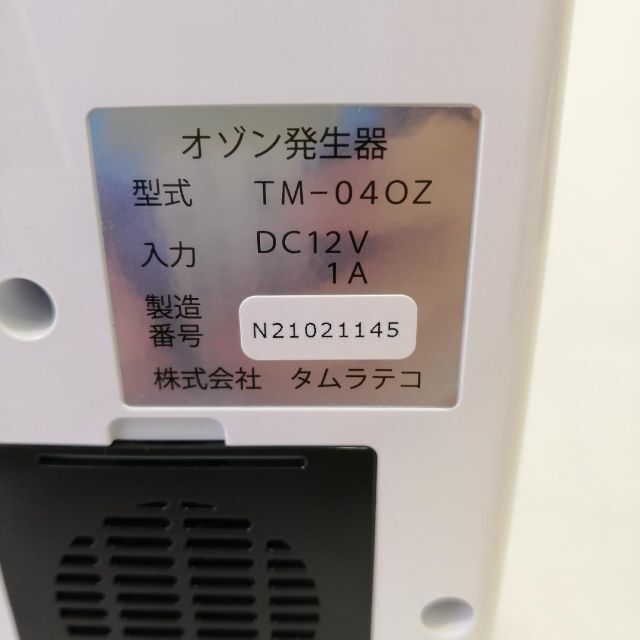 オゾン発生器
型式 TM-04OZ
入力 DC12V
1A
製造
番号 N21021145
株式会社 タムラテコ